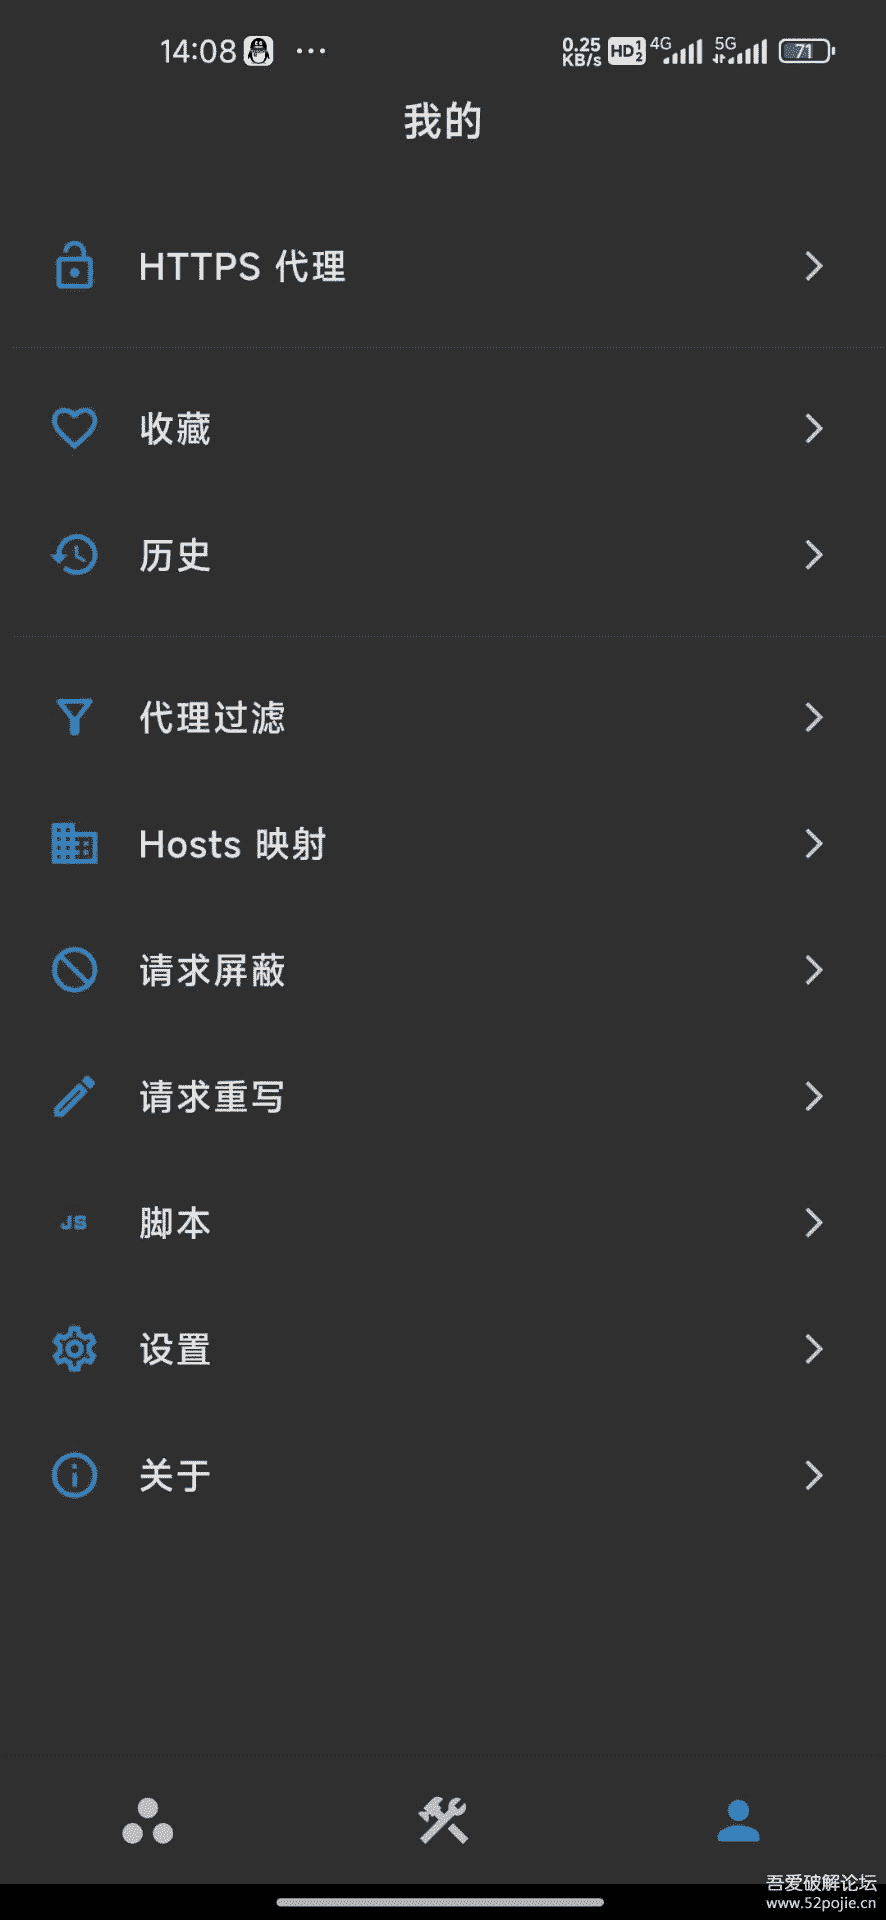 14:08 ··· 0.25 KB/s HD 1 2 4G 5G 71
我的
HTTPS 代理
收藏
历史
代理过滤
Hosts 映射
请求屏蔽
请求重写
JS 脚本
设置
关于
吾爱破解论坛
www.52pojie.cn